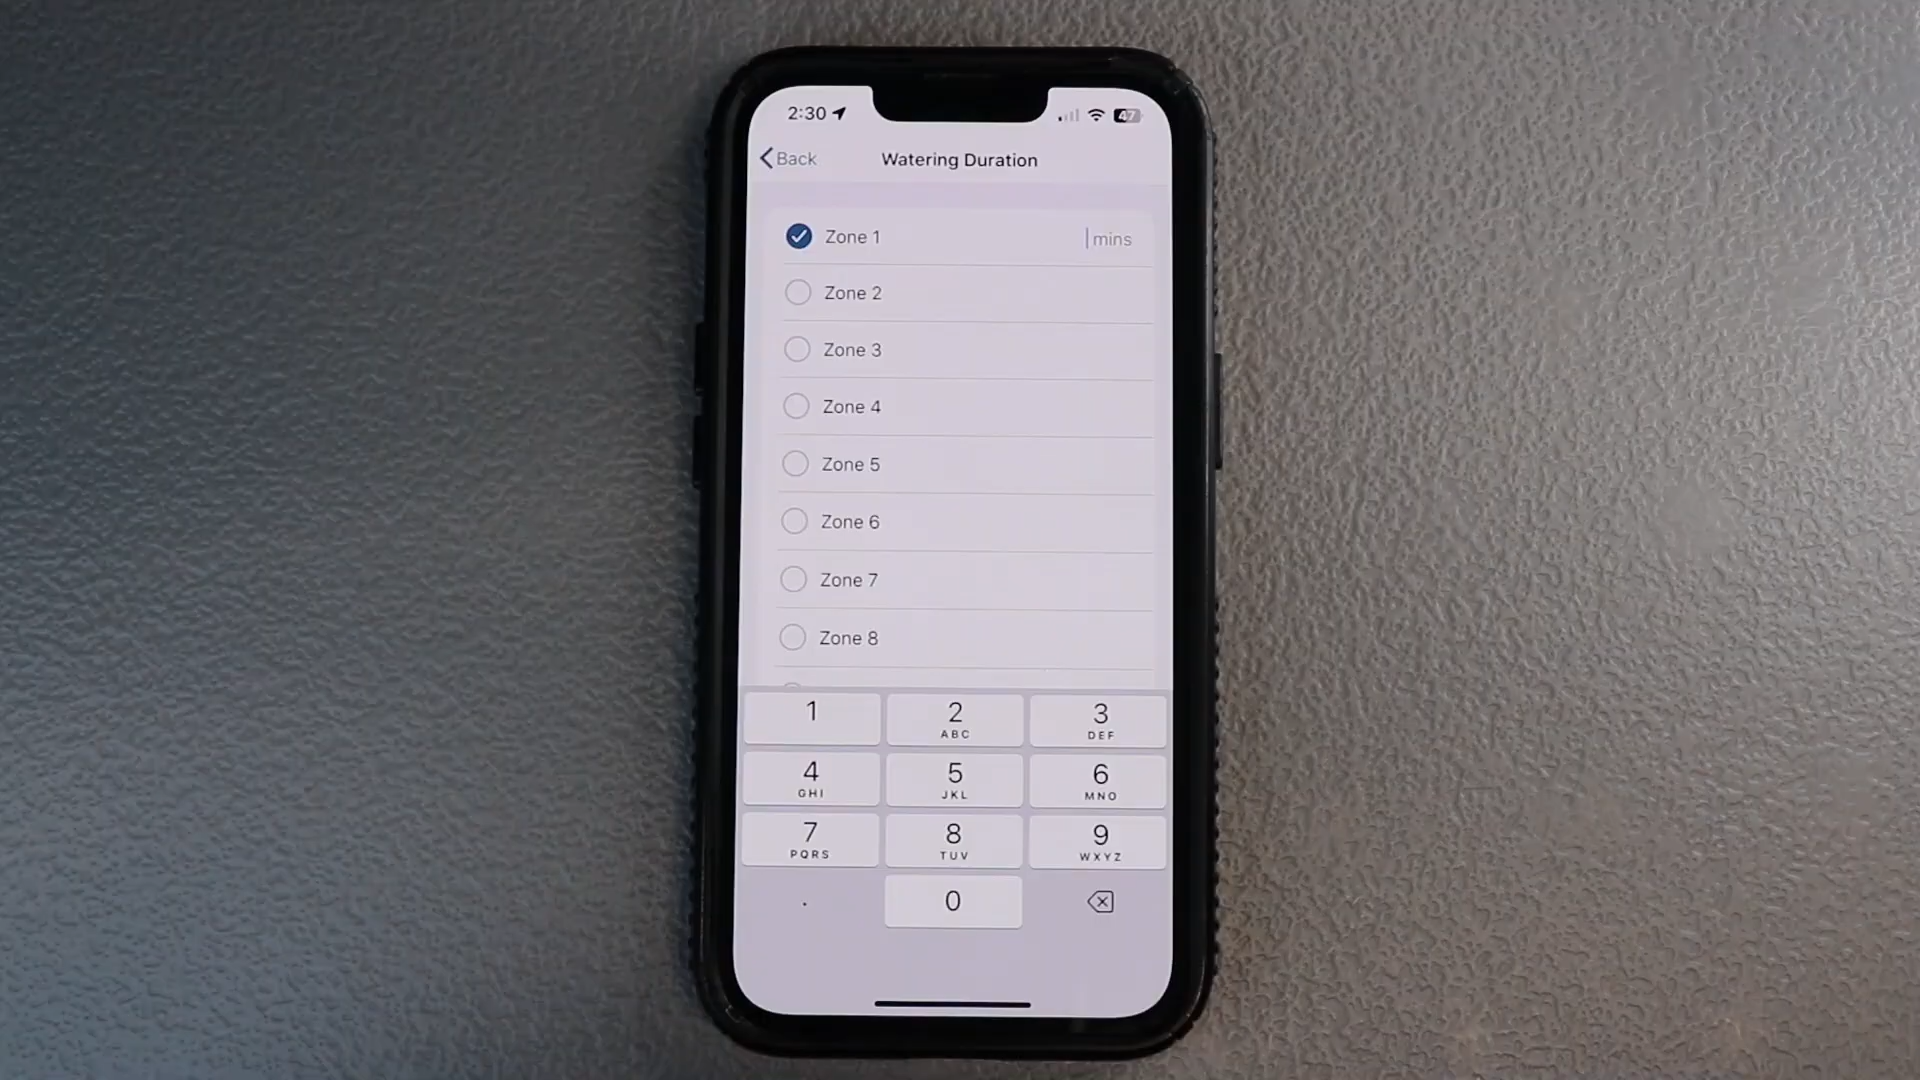 2:30 47
Back Watering Duration
Zone 1 mins
Zone 2
Zone 3
Zone 4
Zone 5
Zone 6
Zone 7
Zone 8
1 2 3
ABC DEF
4 5 6
GHI JKL MNO
7 8 9
PQRS TUV WXYZ
. 0